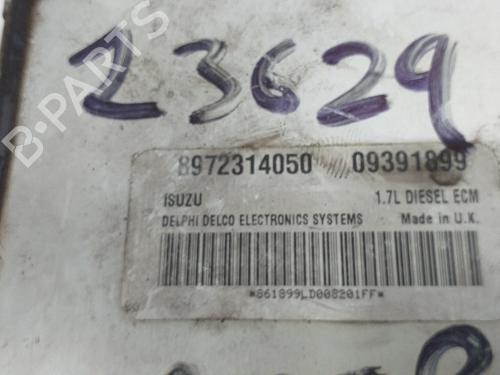 23629
8972314050 09391899
ISUZU 1.7L DIESEL ECM
DELPHI DELCO ELECTRONICS SYSTEMS Made in U.K.
*861899LD008201FF*
B-PARTS